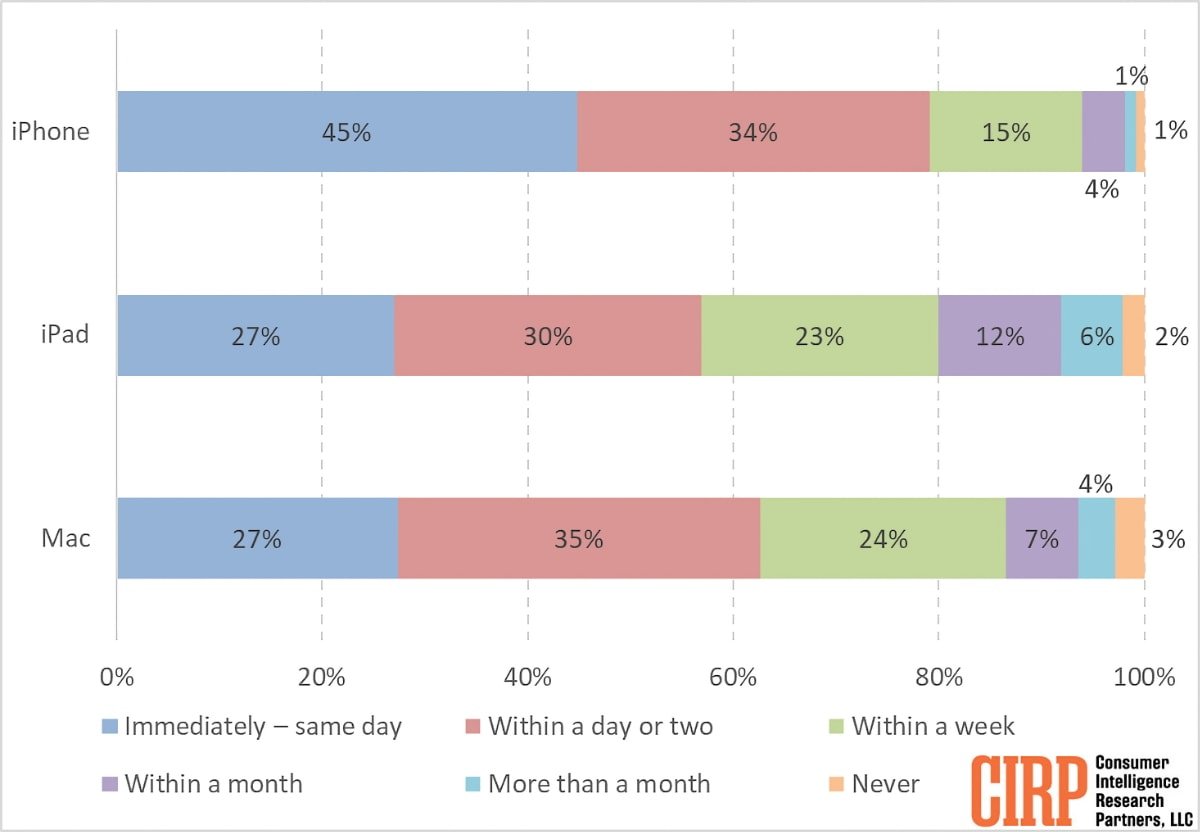 1%
iPhone 45% 34% 15% 1%
4%
iPad 27% 30% 23% 12% 6% 2%
4%
Mac 27% 35% 24% 7% 3%
0% 20% 40% 60% 80% 100%
Immediately – same day Within a day or two Within a week
Within a month More than a month Never
CIRP
Consumer
Intelligence
Research
Partners, LLC